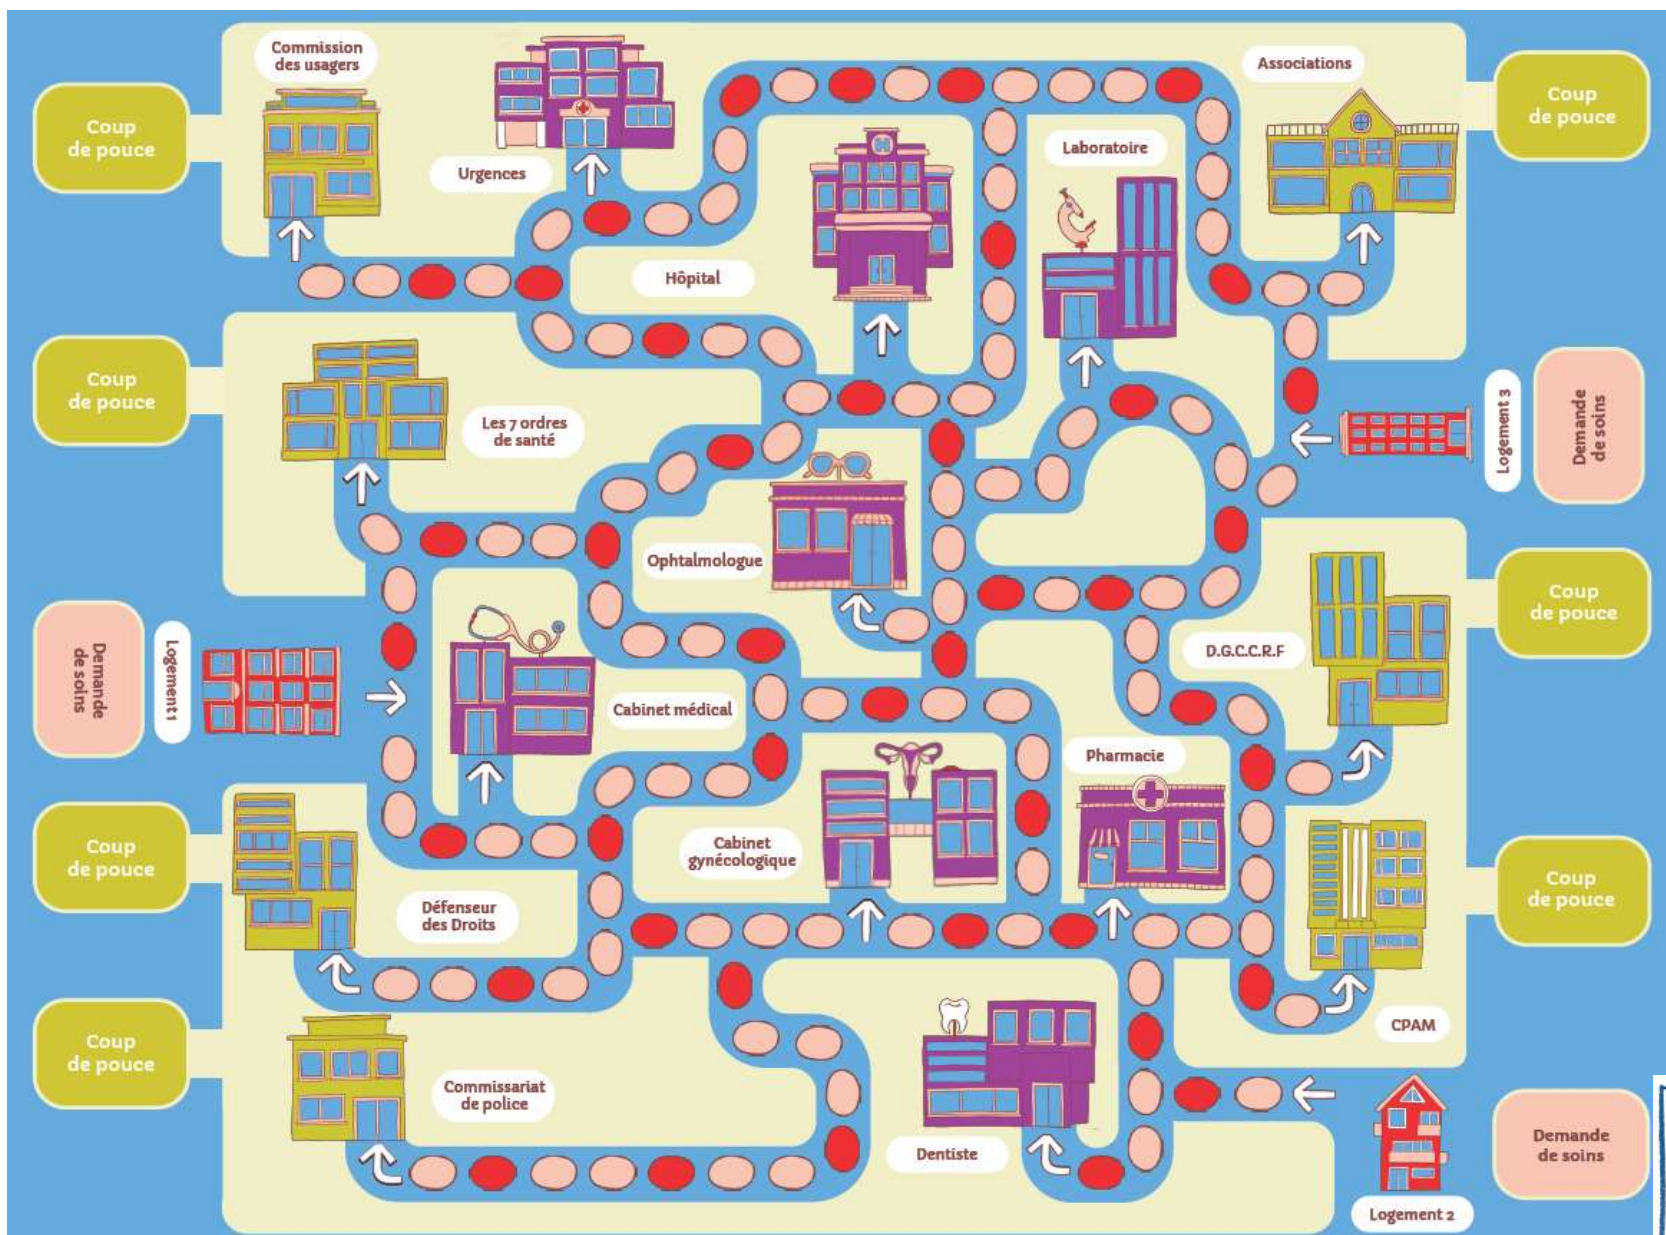 Commission
des usagers
Associations
Coup
de pouce
Coup
de pouce
Urgences
Laboratoire
Hôpital
H
Coup
de pouce
Les 7 ordres
de santé
Logement 3
Demande
de soins
Ophtalmologue
Coup
de pouce
Demande
de soins
Logement 1
D.G.C.C.R.F
Cabinet médical
Pharmacie
Coup
de pouce
Cabinet
gynécologique
Coup
de pouce
Défenseur
des Droits
CPAM
Coup
de pouce
Commissariat
de police
Dentiste
Demande
de soins
Logement 2